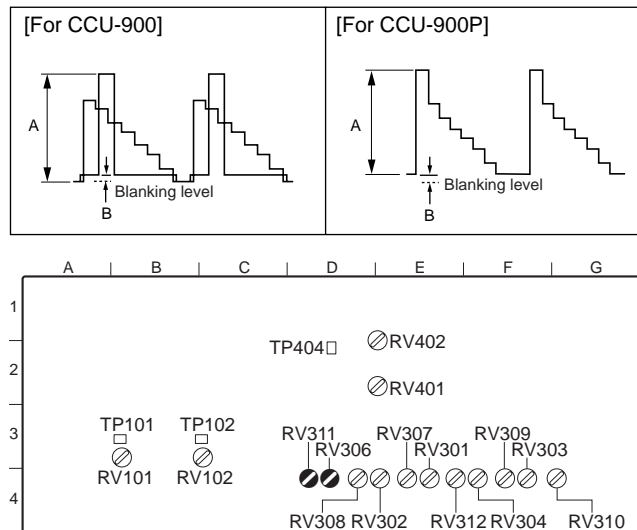 [For CCU-900]
A
Blanking level
B
[For CCU-900P]
A
Blanking level
B
A B C D E F G
1
2
3
4
TP404 RV402
RV401
TP101 TP102
RV101 RV102
RV311 RV307 RV309
RV306 RV301 RV303
RV308 RV302 RV312 RV304 RV310